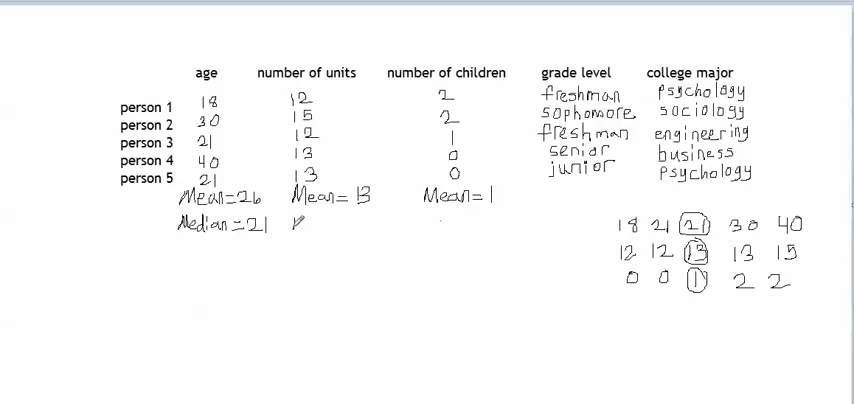 age number of units number of children grade level college major
person 1 18 12 2 freshman psychology
person 2 30 15 2 sophomore sociology
person 3 21 12 1 freshman engineering
person 4 40 13 0 senior business
person 5 21 13 0 junior psychology
Mean=26 Mean=13 Mean=1
Median=21
18 21 21 30 40
12 12 13 13 15
0 0 1 2 2